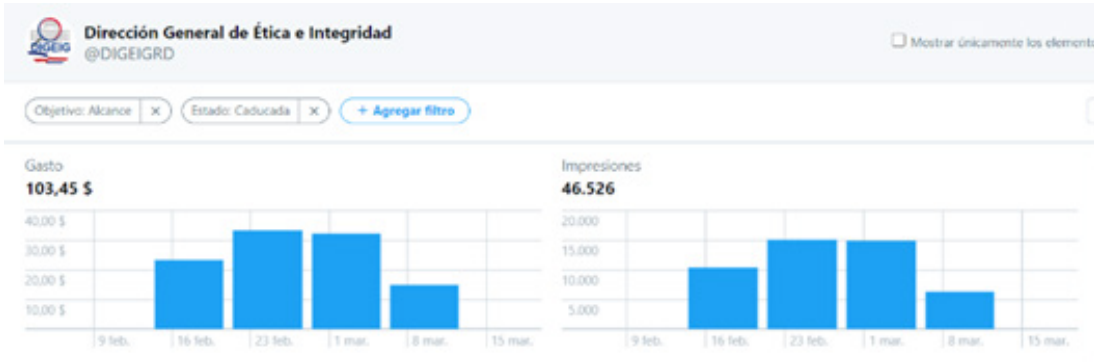 DIGEIG
Dirección General de Ética e Integridad
@DIGEIGRD
Mostrar únicamente los elemento
Objetivo: Alcance ×
Estado: Caducada ×
+ Agregar filtro
Gasto
103,45 $
40,00 $
30,00 $
20,00 $
10,00 $
9 feb. 16 feb. 23 feb. 1 mar. 8 mar. 15 mar.
Impresiones
46.526
20.000
15.000
10.000
5.000
9 feb. 16 feb. 23 feb. 1 mar. 8 mar. 15 mar.